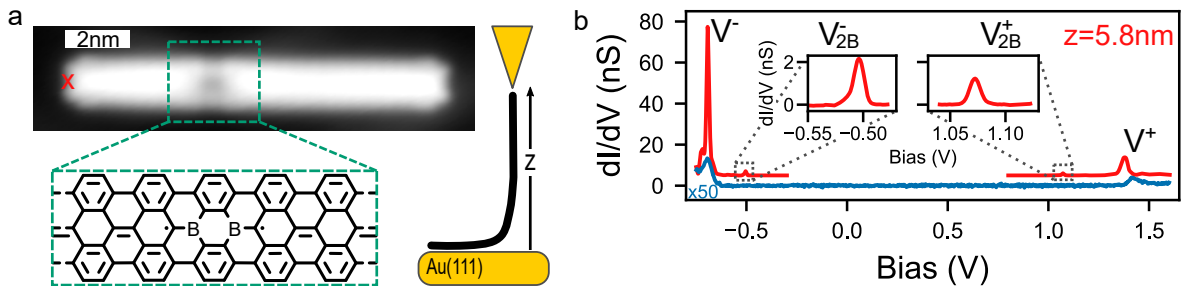 a
2nm
x
B B
z
Au(111)
b
V⁻
V⁻₂B
V⁺₂B
z=5.8nm
V⁺
dI/dV (nS)
80
60
40
20
0
x50
−0.5
0.0
0.5
1.0
1.5
Bias (V)
dI/dV (nS)
2
0
−0.55
−0.50
1.05
1.10
Bias (V)